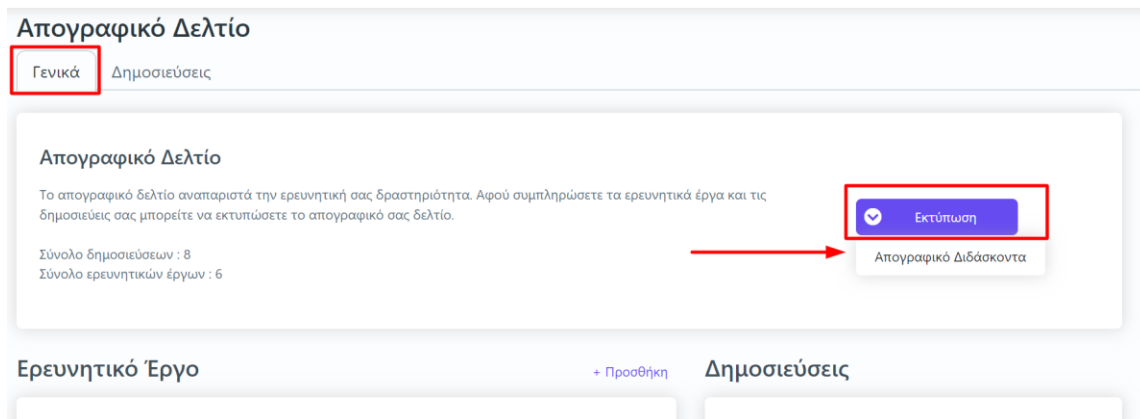 Απογραφικό Δελτίο
Γενικά Δημοσιεύσεις
Απογραφικό Δελτίο
Το απογραφικό δελτίο αναπαριστά την ερευνητική σας δραστηριότητα. Αφού συμπληρώσετε τα ερευνητικά έργα και τις
δημοσιεύεις σας μπορείτε να εκτυπώσετε το απογραφικό σας δελτίο.
Σύνολο δημοσιεύσεων : 8
Σύνολο ερευνητικών έργων : 6
Εκτύπωση
Απογραφικό Διδάσκοντα
Ερευνητικό Έργο
+ Προσθήκη
Δημοσιεύσεις